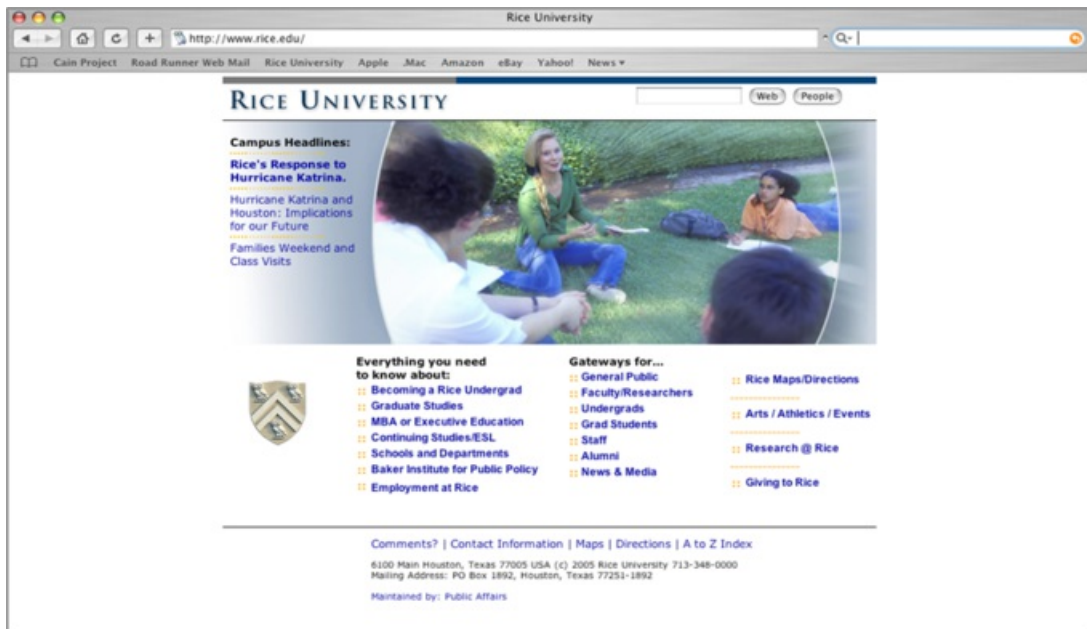 Rice University
http://www.rice.edu/
Cain Project Road Runner Web Mail Rice University Apple .Mac Amazon eBay Yahoo! News
RICE UNIVERSITY
Web People
Campus Headlines:
Rice's Response to
Hurricane Katrina.
Hurricane Katrina and
Houston: Implications
for our Future
Families Weekend and
Class Visits
Everything you need
to know about:
:: Becoming a Rice Undergrad
:: Graduate Studies
:: MBA or Executive Education
:: Continuing Studies/ESL
:: Schools and Departments
:: Baker Institute for Public Policy
:: Employment at Rice
Gateways for...
:: General Public
:: Faculty/Researchers
:: Undergrads
:: Grad Students
:: Staff
:: Alumni
:: News & Media
:: Rice Maps/Directions
:: Arts / Athletics / Events
:: Research @ Rice
:: Giving to Rice
Comments? | Contact Information | Maps | Directions | A to Z Index
6100 Main Houston, Texas 77005 USA (c) 2005 Rice University 713-348-0000
Mailing Address: PO Box 1892, Houston, Texas 77251-1892
Maintained by: Public Affairs